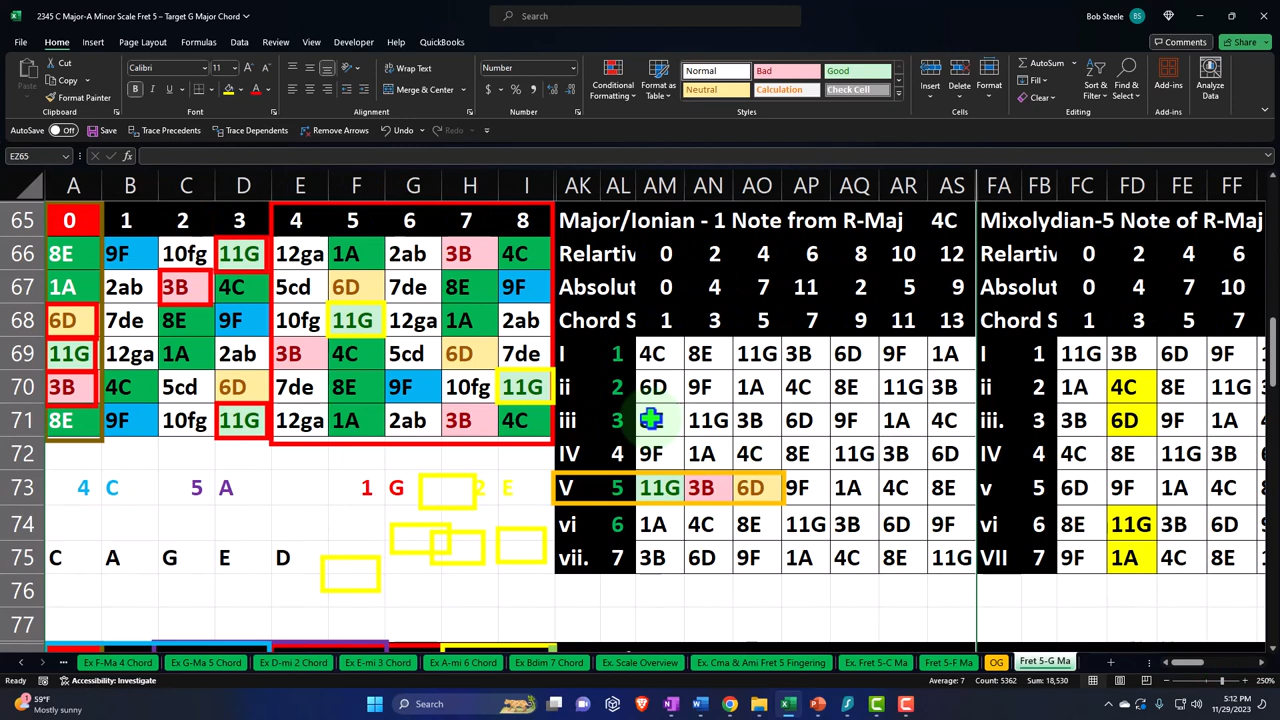 2345 C Major-A Minor Scale Fret 5 – Target G Major Chord
Search
Bob Steele BS
File Home Insert Page Layout Formulas Data Review View Developer Help QuickBooks Comments Share
Paste Cut Copy Format Painter
Calibri 11 Wrap Text Merge & Center Number
Normal Bad Good
Neutral Calculation Check Cell
Conditional Formatting Format as Table Insert Delete Format AutoSum Fill Clear Sort & Filter Find & Select Add-ins Analyze Data
Clipboard Font Alignment Number Styles Cells Editing Add-ins
AutoSave Off Save Trace Precedents Trace Dependents Remove Arrows Undo Redo
EZ65 fx
A B C D E F G H I AK AL AM AN AO AP AQ AR AS FA FB FC FD FE FF
65 0 1 2 3 4 5 6 7 8 Major/Ionian - 1 Note from R-Maj 4C Mixolydian-5 Note of R-Maj
66 8E 9F 10fg 11G 12ga 1A 2ab 3B 4C Relartiv 0 2 4 6 8 10 12 0 2 4 6
67 1A 2ab 3B 4C 5cd 6D 7de 8E 9F Absolut 0 4 7 11 2 5 9 0 4 7 10
68 6D 7de 8E 9F 10fg 11G 12ga 1A 2ab Chord S 1 3 5 7 9 11 13 1 3 5 7
69 11G 12ga 1A 2ab 3B 4C 5cd 6D 7de I 1 4C 8E 11G 3B 6D 9F 1A I 1 11G 3B 6D 9F
70 3B 4C 5cd 6D 7de 8E 9F 10fg 11G ii 2 6D 9F 1A 4C 8E 11G 3B ii 2 1A 4C 8E 11G
71 8E 9F 10fg 11G 12ga 1A 2ab 3B 4C iii 3 11G 3B 6D 9F 1A 4C iii. 3 3B 6D 9F 1A
72 IV 4 9F 1A 4C 8E 11G 3B 6D IV 4 4C 8E 11G 3B
73 4 C 5 A 1 G 2 E V 5 11G 3B 6D 9F 1A 4C 8E v 5 6D 9F 1A 4C
74 vi 6 1A 4C 8E 11G 3B 6D 9F vi 6 8E 11G 3B 6D
75 C A G E D vii. 7 3B 6D 9F 1A 4C 8E 11G VII 7 9F 1A 4C 8E
76
77
Ex F-Ma 4 Chord Ex G-Ma 5 Chord Ex D-mi 2 Chord Ex E-mi 3 Chord Ex A-mi 6 Chord Ex Bdim 7 Chord Ex. Scale Overview Ex. Cma & Ami Fret 5 Fingering Ex. Fret 5-C Ma Fret 5-F Ma OG Fret 5-G Ma
Ready Accessibility: Investigate Average: 7 Count: 5362 Sum: 18,530 250%
59°F
Mostly sunny
Search
5:12 PM
11/29/2023